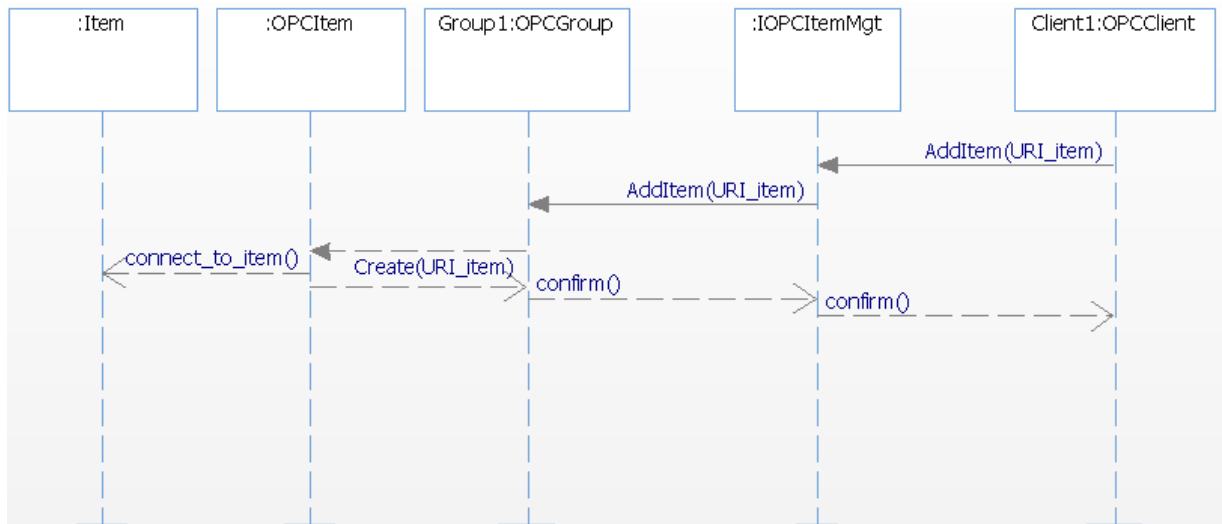 :Item
:OPCItem
Group1:OPCGroup
:IOPCItemMgt
Client1:OPCClient
AddItem(URI_item)
AddItem(URI_item)
connect_to_item()
Create(URI_item)
confirm()
confirm()